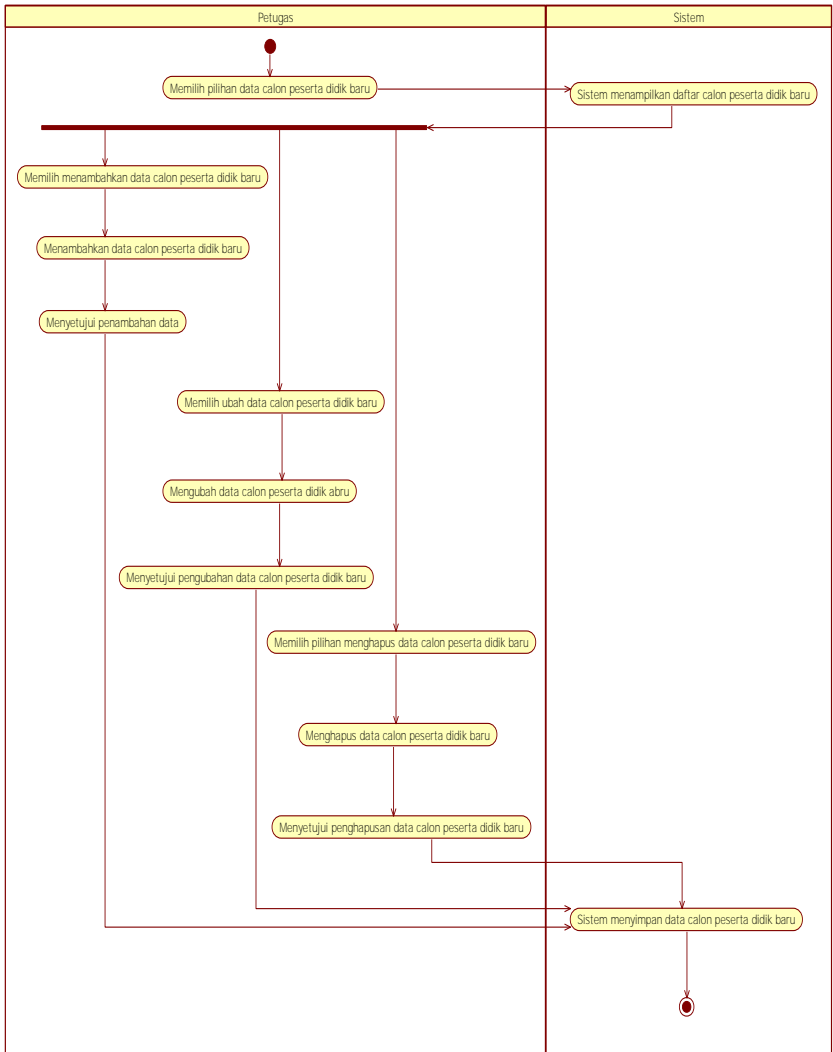 Petugas
Sistem
Memilih pilihan data calon peserta didik baru
Sistem menampilkan daftar calon peserta didik baru
Memilih menambahkan data calon peserta didik baru
Menambahkan data calon peserta didik baru
Menyetujui penambahan data
Memilih ubah data calon peserta didik baru
Mengubah data calon peserta didik abru
Menyetujui pengubahan data calon peserta didik baru
Memilih pilihan menghapus data calon peserta didik baru
Menghapus data calon peserta didik baru
Menyetujui penghapusan data calon peserta didik baru
Sistem menyimpan data calon peserta didik baru